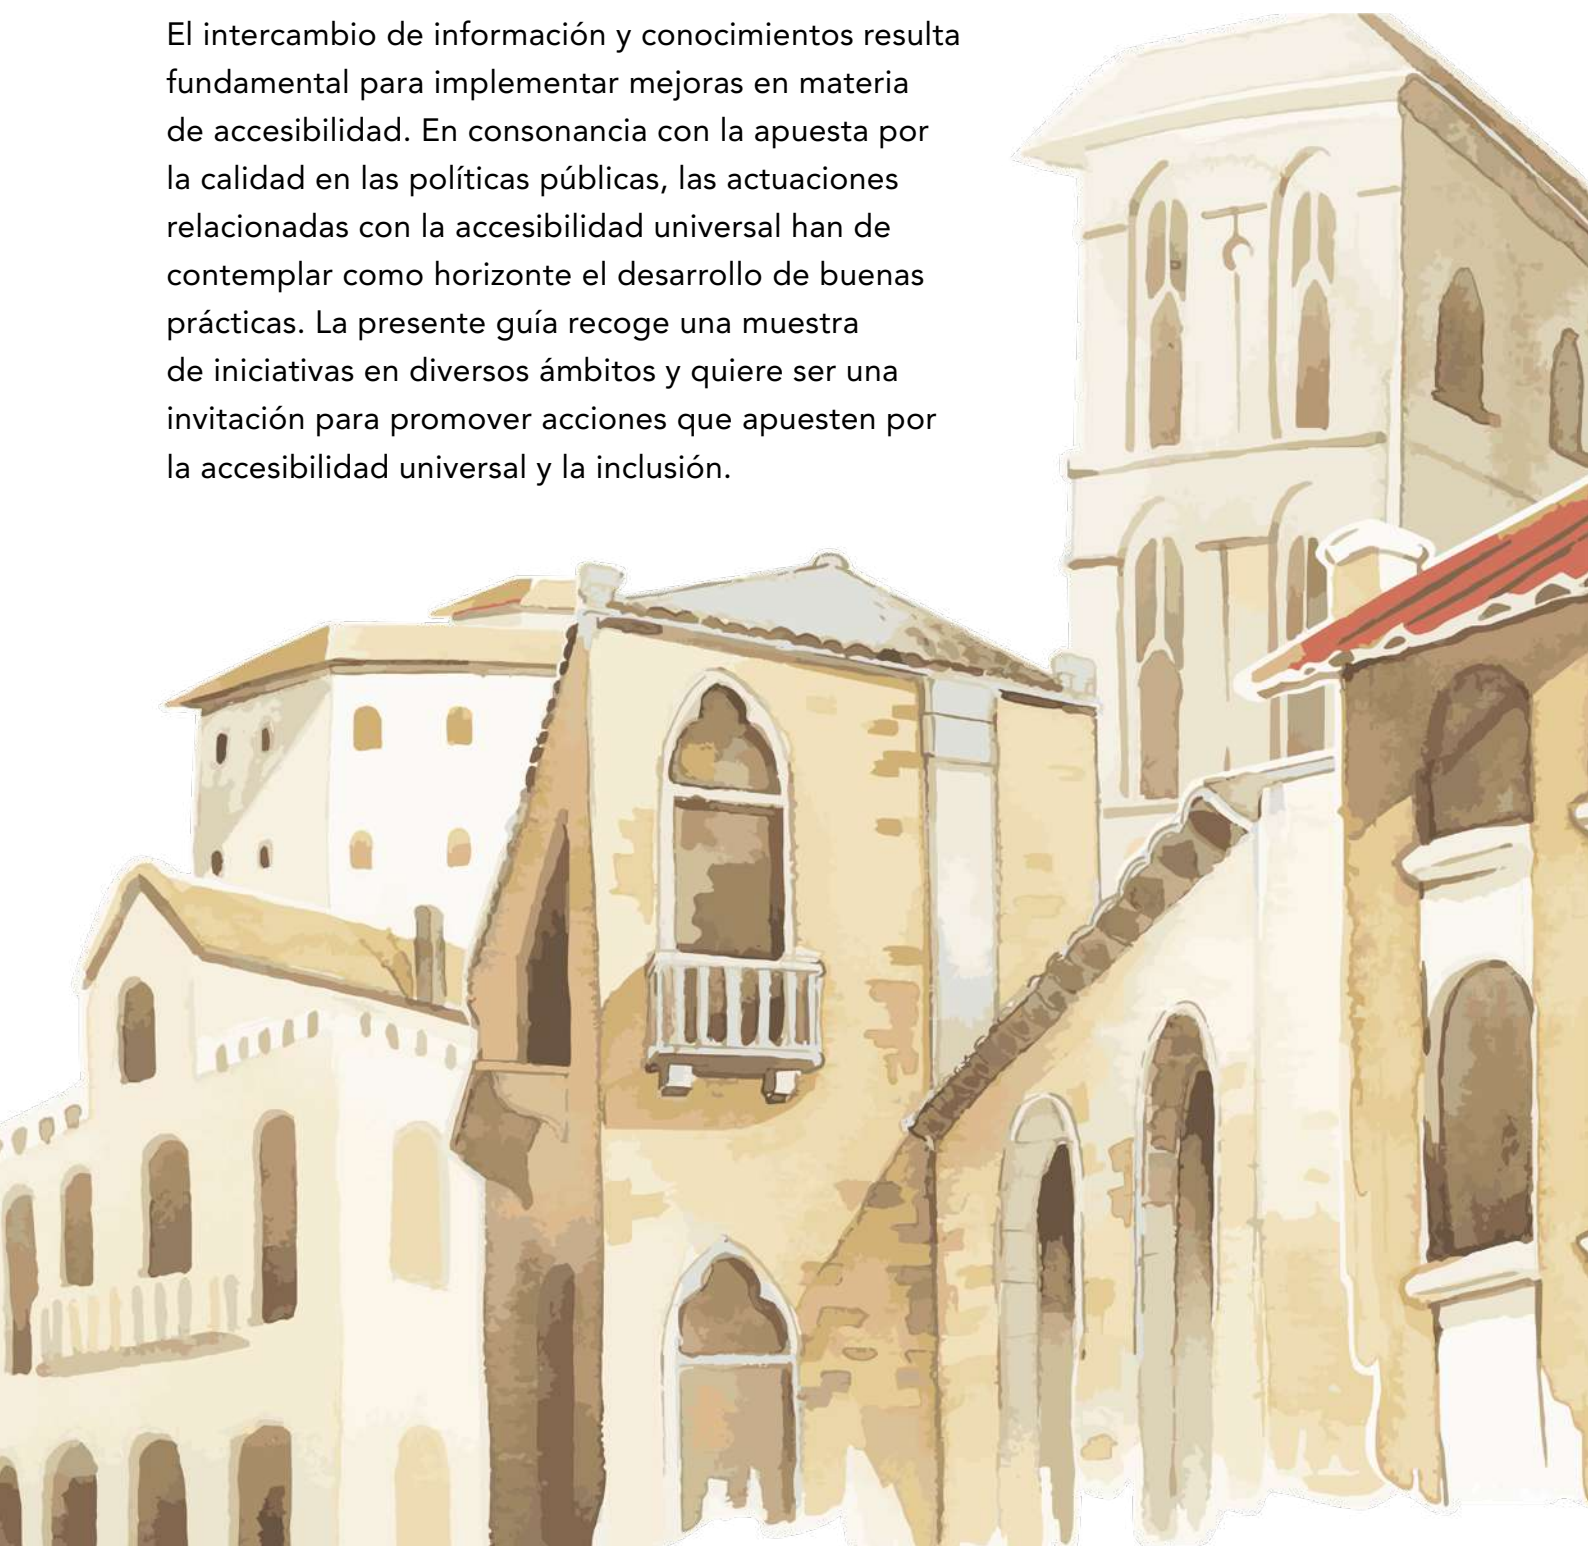 El intercambio de información y conocimientos resulta
fundamental para implementar mejoras en materia
de accesibilidad. En consonancia con la apuesta por
la calidad en las políticas públicas, las actuaciones
relacionadas con la accesibilidad universal han de
contemplar como horizonte el desarrollo de buenas
prácticas. La presente guía recoge una muestra
de iniciativas en diversos ámbitos y quiere ser una
invitación para promover acciones que apuesten por
la accesibilidad universal y la inclusión.